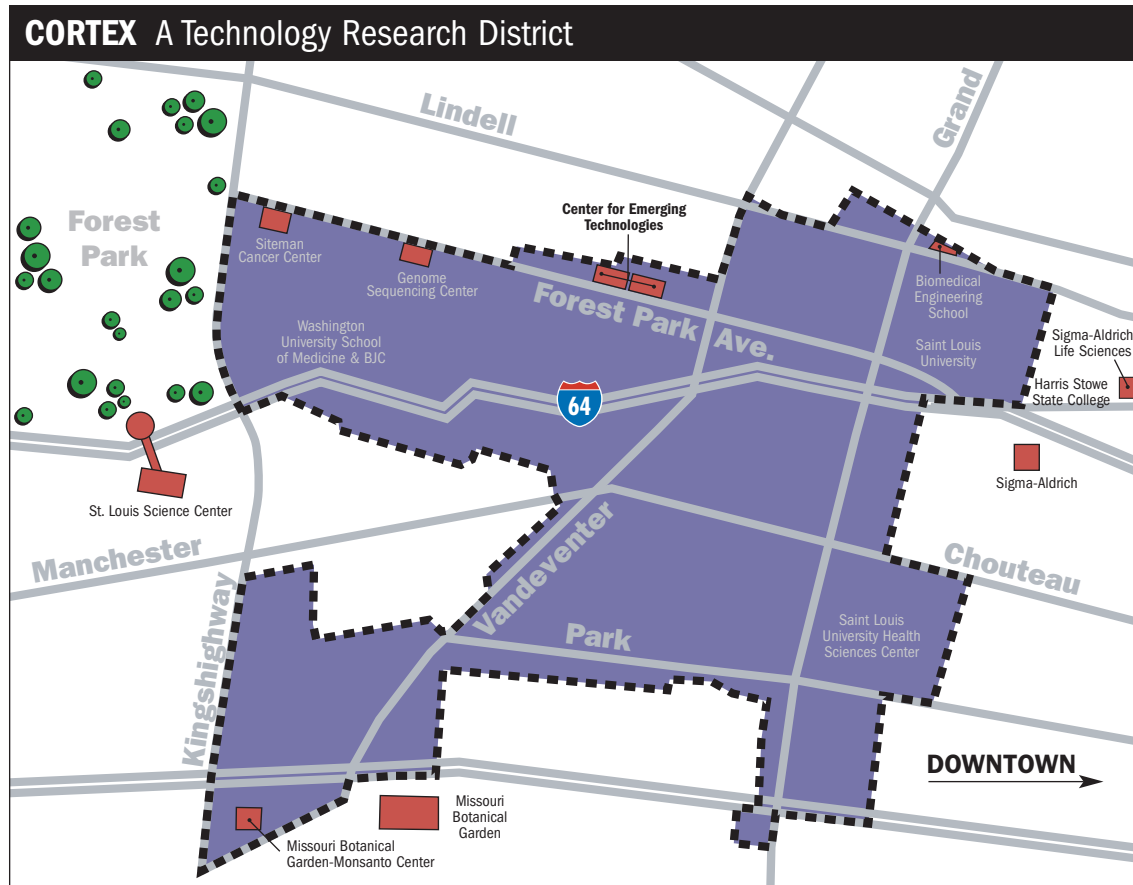 CORTEX A Technology Research District
Lindell
Grand
Forest
Park
Center for Emerging
Technologies
Siteman
Cancer Center
Genome
Sequencing Center
Biomedical
Engineering
School
Forest Park Ave.
Washington
University School
of Medicine & BJC
Saint Louis
University
Sigma-Aldrich
Life Sciences
Harris Stowe
State College
64
Sigma-Aldrich
St. Louis Science Center
Manchester
Vandeventer
Chouteau
Kingshighway
Park
Saint Louis
University Health
Sciences Center
DOWNTOWN
Missouri
Botanical
Garden
Missouri Botanical
Garden-Monsanto Center